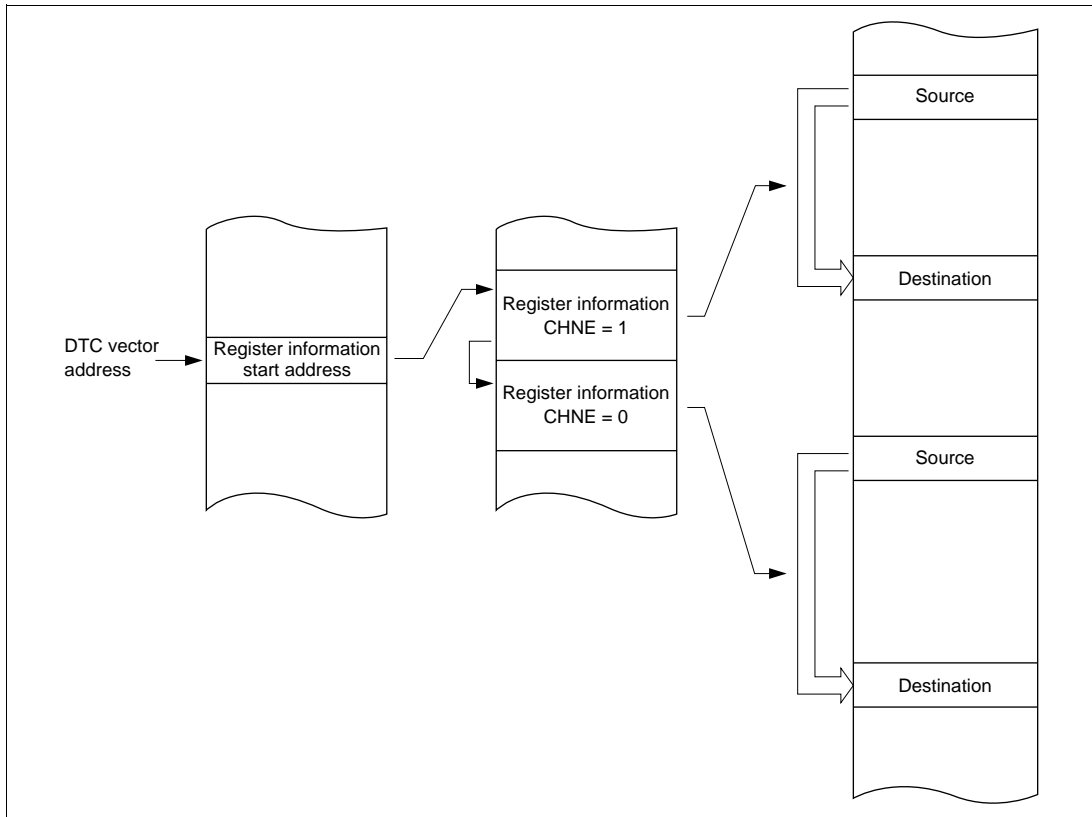 DTC vector
address
Register information
start address
Register information
CHNE = 1
Register information
CHNE = 0
Source
Destination
Source
Destination